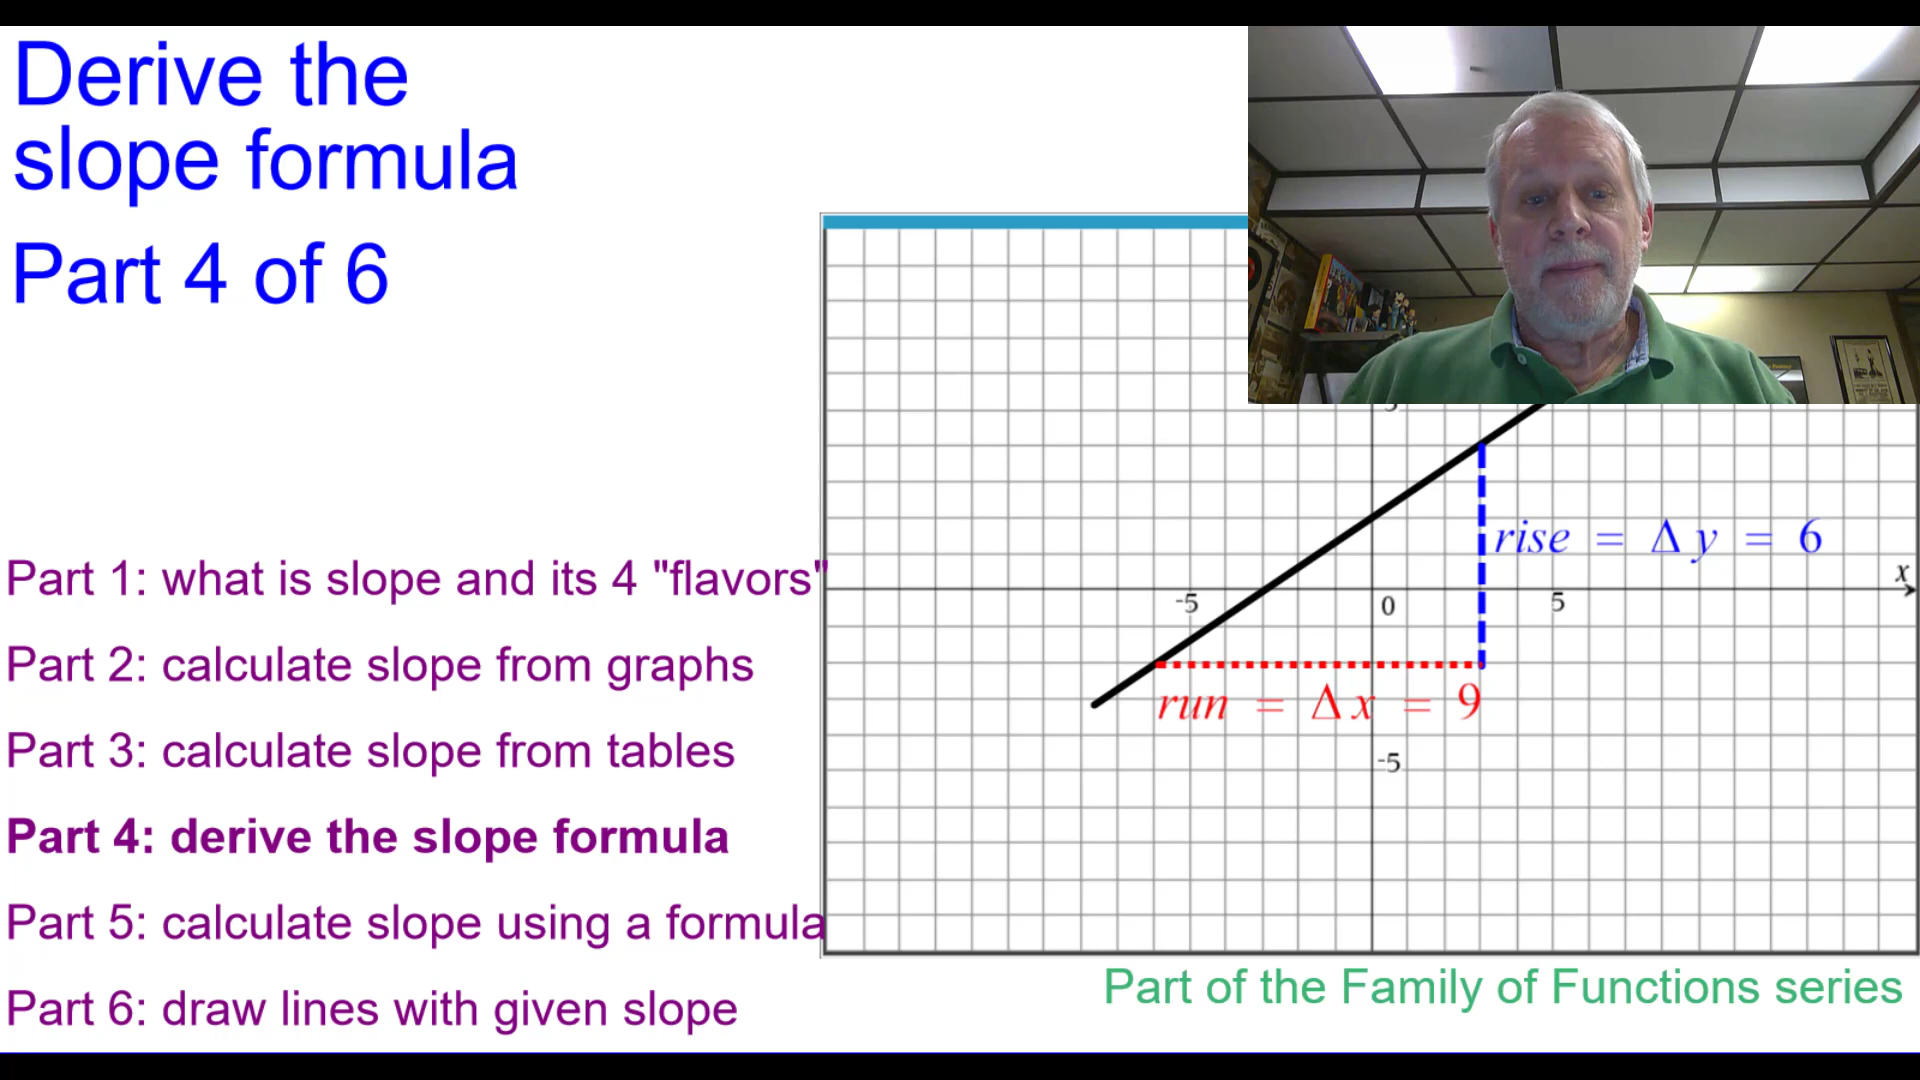 Derive the
slope formula
Part 4 of 6
rise = Δ y = 6
x
-5
0
5
run = Δ x = 9
-5
Part 1: what is slope and its 4 "flavors"
Part 2: calculate slope from graphs
Part 3: calculate slope from tables
Part 4: derive the slope formula
Part 5: calculate slope using a formula
Part 6: draw lines with given slope
Part of the Family of Functions series